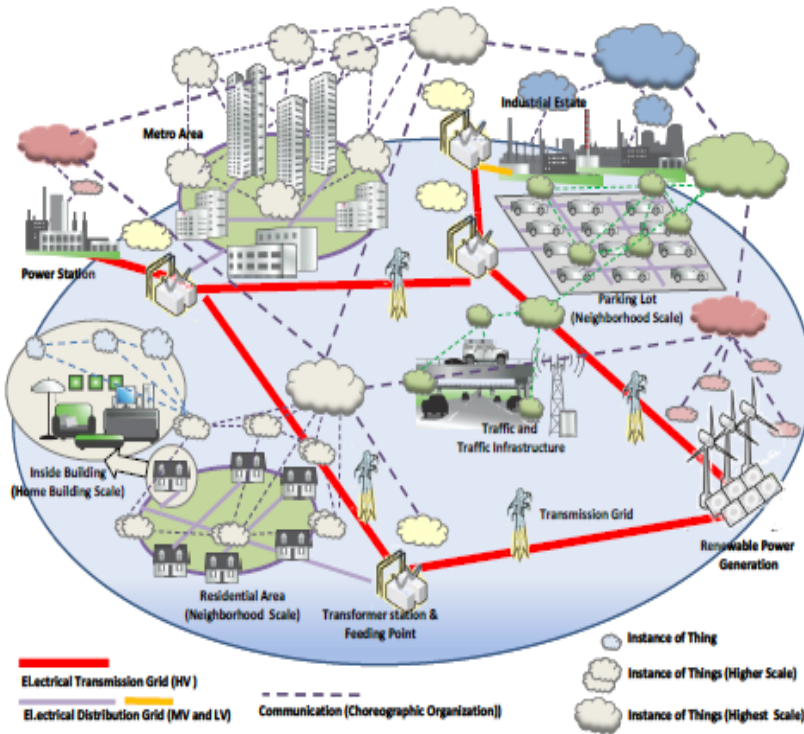 Metro Area
Industrial Estate
Power Station
Parking Lot
(Neighborhood Scale)
Traffic and
Traffic Infrastructure
Inside Building
(Home Building Scale)
Transmission Grid
Renewable Power
Generation
Residential Area
(Neighborhood Scale)
Transformer station &
Feeding Point
Instance of Thing
Instance of Things (Higher Scale)
Instance of Things (Highest Scale)
El.ectrical Transmission Grid (HV)
El.ectrical Distribution Grid (MV and LV)
Communication (Choreographic Organization))